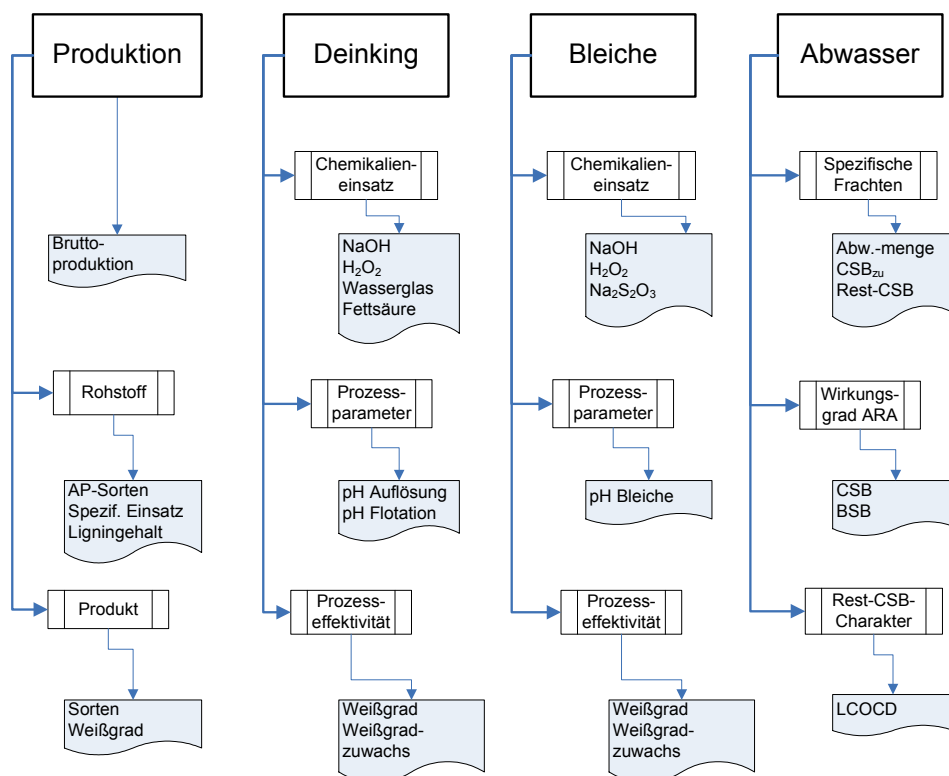 Produktion
Brutto-
produktion
Rohstoff
AP-Sorten
Spezif. Einsatz
Ligningehalt
Produkt
Sorten
Weißgrad
Deinking
Chemikalien-
einsatz
NaOH
H₂O₂
Wasserglas
Fettsäure
Prozess-
parameter
pH Auflösung
pH Flotation
Prozess-
effektivität
Weißgrad
Weißgrad-
zuwachs
Bleiche
Chemikalien-
einsatz
NaOH
H₂O₂
Na₂S₂O₃
Prozess-
parameter
pH Bleiche
Prozess-
effektivität
Weißgrad
Weißgrad-
zuwachs
Abwasser
Spezifische
Frachten
Abw.-menge
CSBzu
Rest-CSB
Wirkungs-
grad ARA
CSB
BSB
Rest-CSB-
Charakter
LCOCD